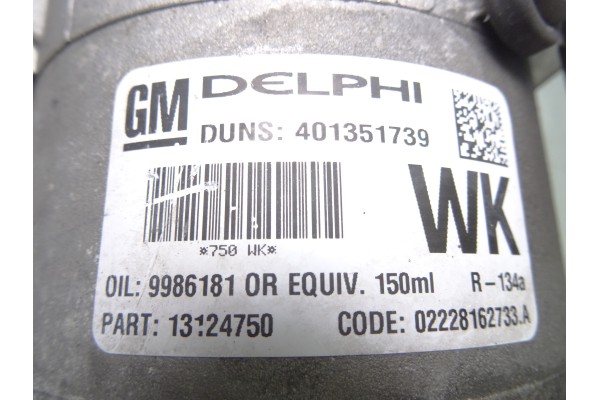 GM DELPHI
DUNS: 401351739
*750 WK*
WK
OIL: 9986181 OR EQUIV. 150ml R-134a
PART: 13124750 CODE: 02228162733.A